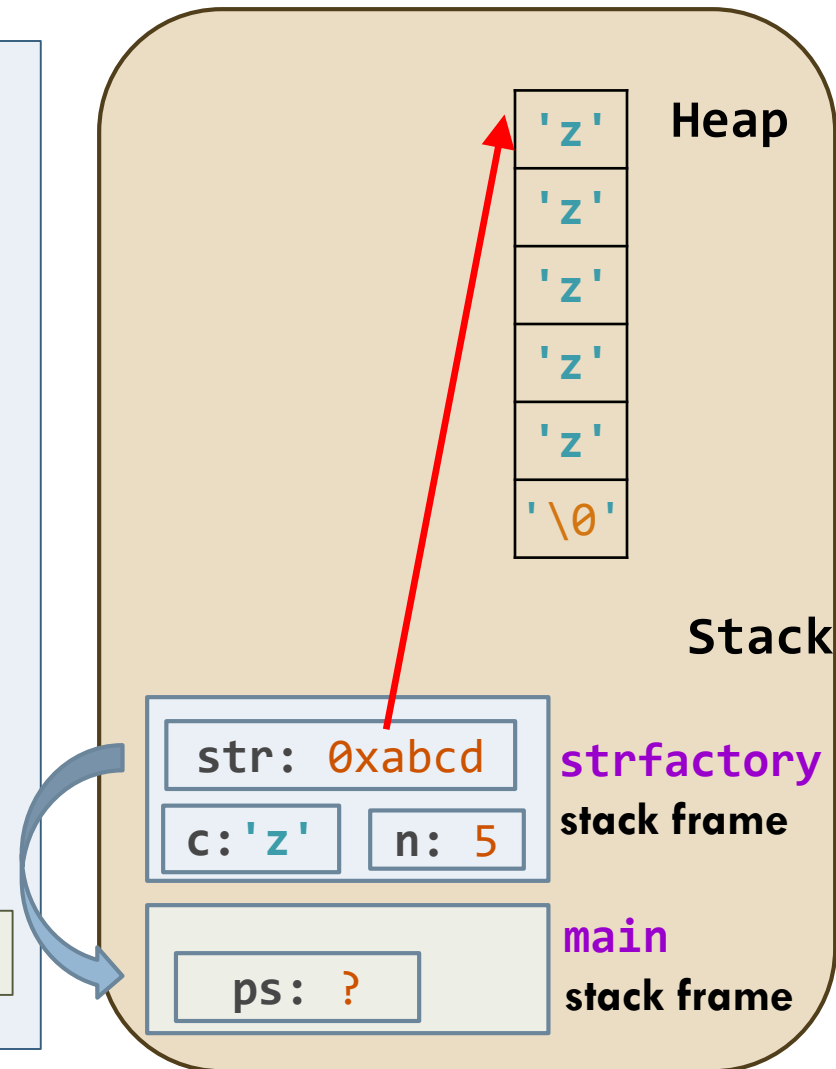 Heap
'z'
'z'
'z'
'z'
'z'
'\0'
Stack
str: 0xabcd
c:'z'
n: 5
strfactory
stack frame
ps: ?
main
stack frame